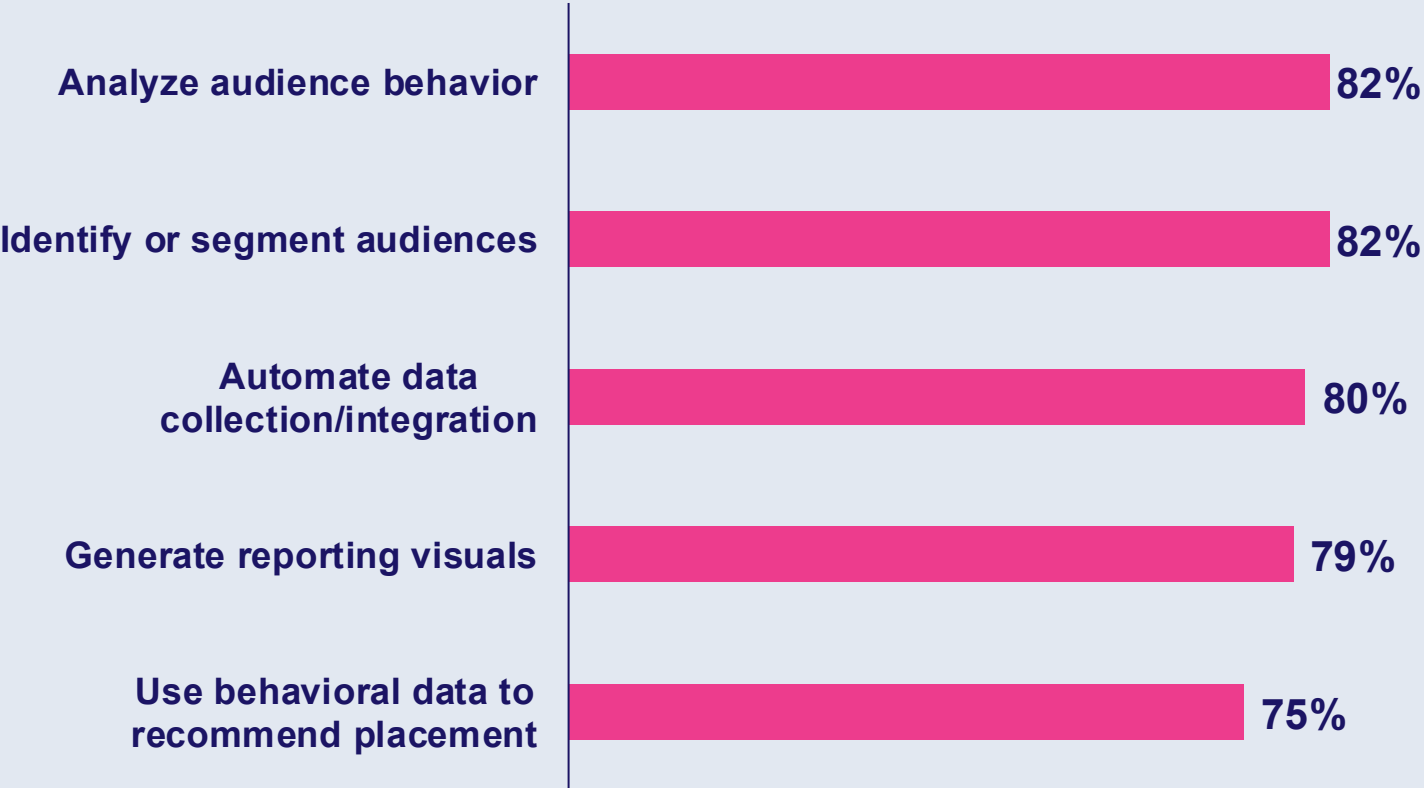 Analyze audience behavior
82%
Identify or segment audiences
82%
Automate data
collection/integration
80%
Generate reporting visuals
79%
Use behavioral data to
recommend placement
75%